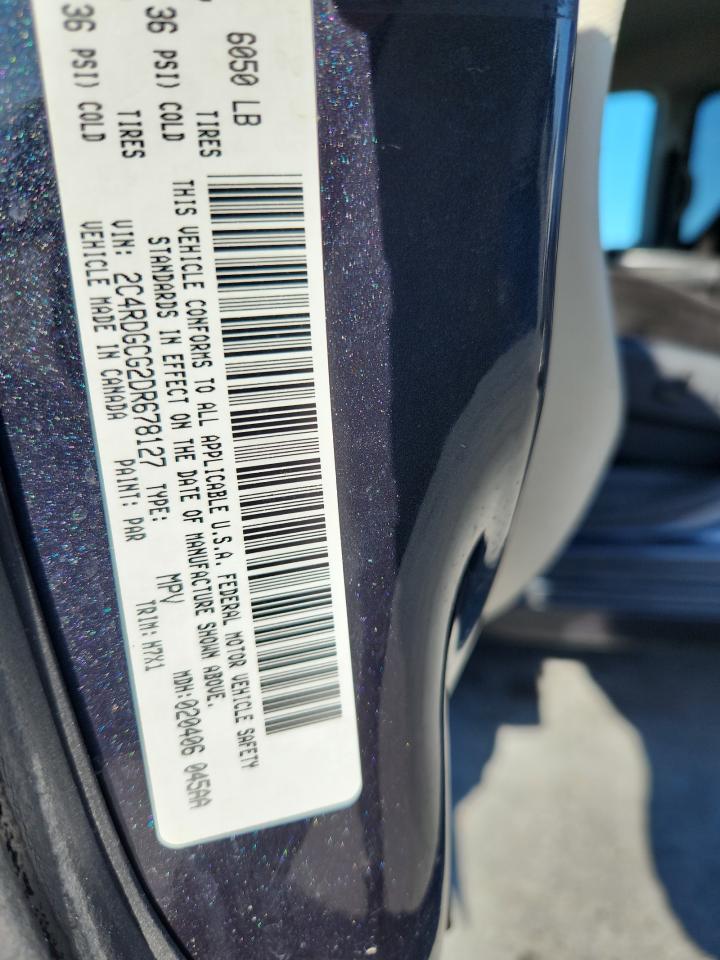 6050 LB
36 PSI) COLD
36 PSI) COLD
TIRES
TIRES
THIS VEHICLE CONFORMS TO ALL APPLICABLE U.S.A. FEDERAL MOTOR VEHICLE SAFETY
STANDARDS IN EFFECT ON THE DATE OF MANUFACTURE SHOWN ABOVE.
VIN: 2C4RDGCG2DR678127 TYPE: MPV MDH:020406 045AA
VEHICLE MADE IN CANADA PAINT: PAR TRIM: M7X1